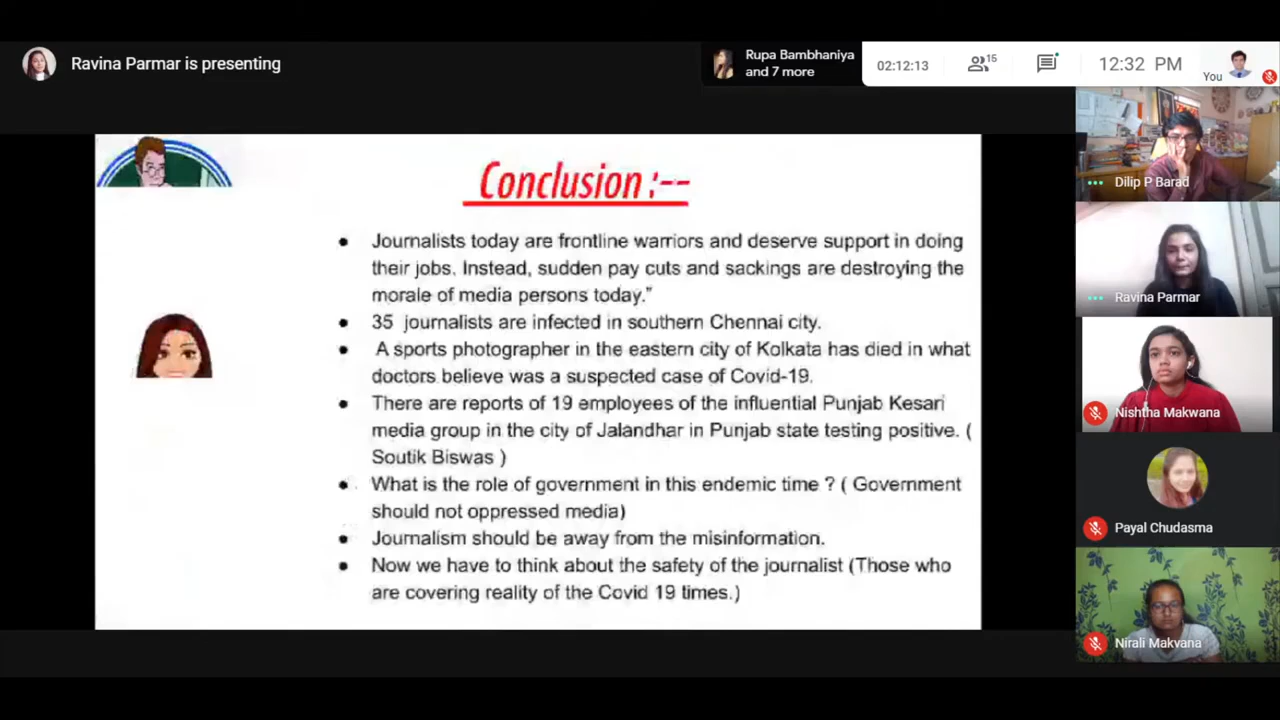 Ravina Parmar is presenting
Rupa Bambhaniya
and 7 more
02:12:13
15
12:32 PM
You
Conclusion :--
● Journalists today are frontline warriors and deserve support in doing
their jobs. Instead, sudden pay cuts and sackings are destroying the
morale of media persons today.”
● 35 journalists are infected in southern Chennai city.
● A sports photographer in the eastern city of Kolkata has died in what
doctors believe was a suspected case of Covid-19.
● There are reports of 19 employees of the influential Punjab Kesari
media group in the city of Jalandhar in Punjab state testing positive. (
Soutik Biswas )
● What is the role of government in this endemic time ? ( Government
should not oppressed media)
● Journalism should be away from the misinformation.
● Now we have to think about the safety of the journalist (Those who
are covering reality of the Covid 19 times.)
Dilip P Barad
Ravina Parmar
Nishtha Makwana
Payal Chudasma
Nirali Makvana